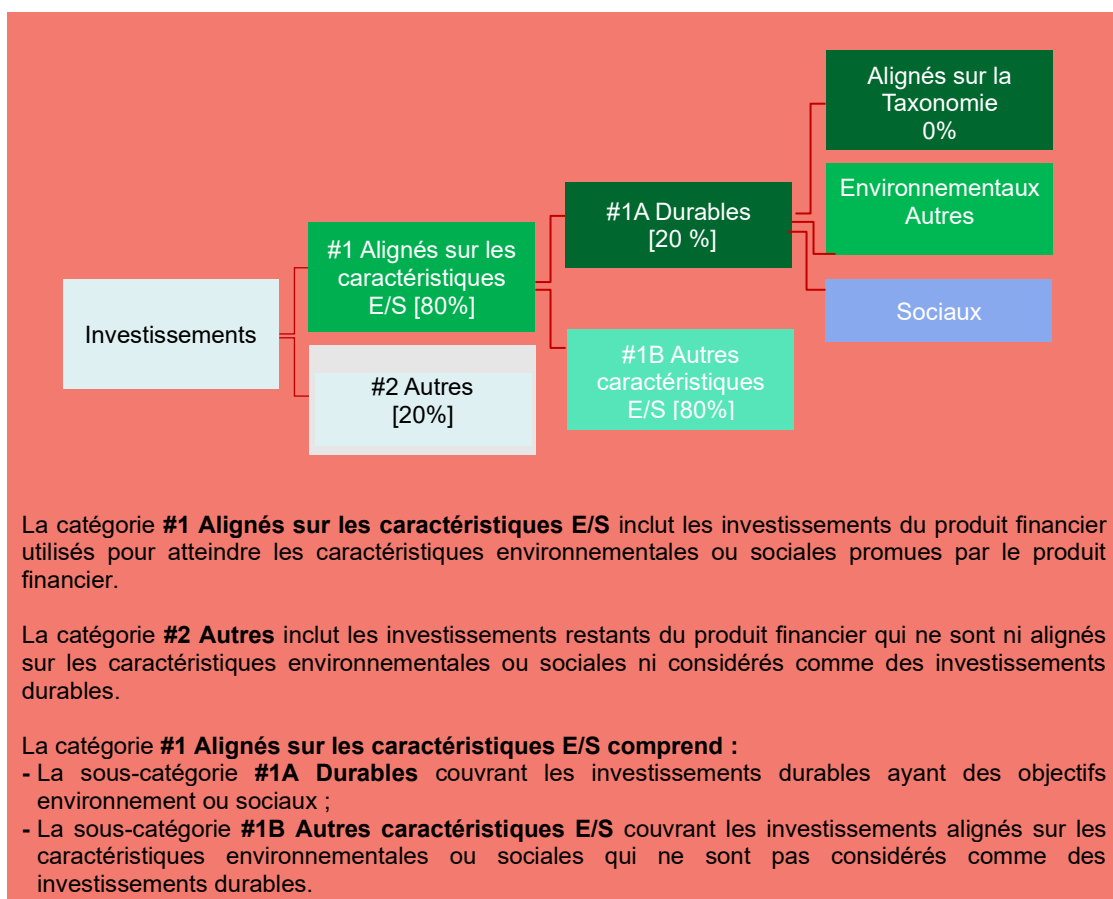 Alignés sur la
Taxonomie
0%
Environnementaux
Autres
#1A Durables
[20 %]
#1 Alignés sur les
caractéristiques
E/S [80%]
Sociaux
Investissements
#1B Autres
caractéristiques
E/S [80%]
#2 Autres
[20%]
La catégorie #1 Alignés sur les caractéristiques E/S inclut les investissements du produit financier
utilisés pour atteindre les caractéristiques environnementales ou sociales promues par le produit
financier.
La catégorie #2 Autres inclut les investissements restants du produit financier qui ne sont ni alignés
sur les caractéristiques environnementales ou sociales ni considérés comme des investissements
durables.
La catégorie #1 Alignés sur les caractéristiques E/S comprend :
- La sous-catégorie #1A Durables couvrant les investissements durables ayant des objectifs
environnement ou sociaux ;
- La sous-catégorie #1B Autres caractéristiques E/S couvrant les investissements alignés sur les
caractéristiques environnementales ou sociales qui ne sont pas considérés comme des
investissements durables.